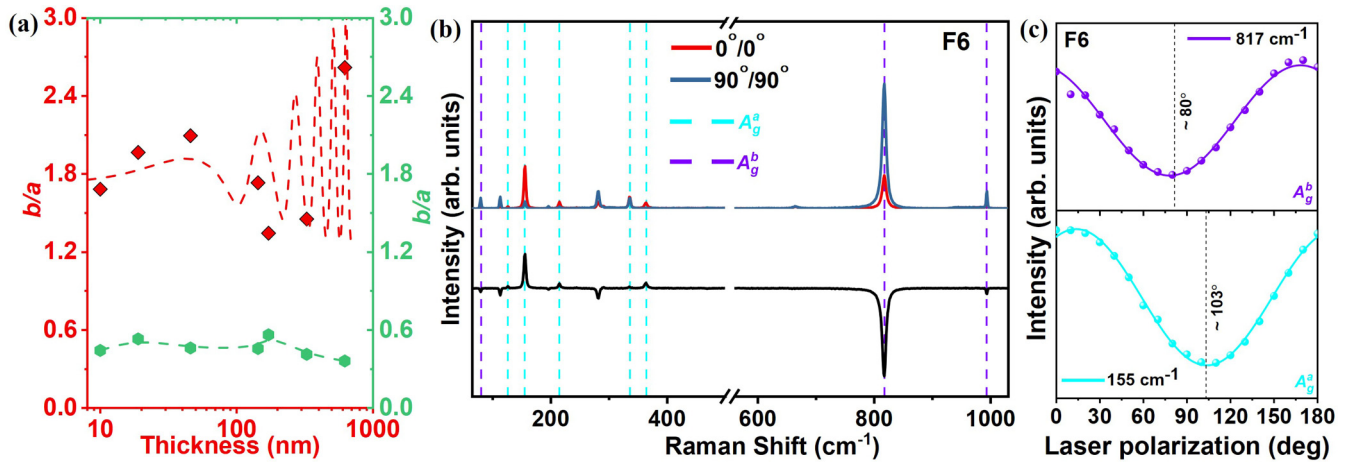 (a)
3.0
2.4
1.8
1.2
0.6
0.0
b/a
10
100
1000
Thickness (nm)
3.0
2.4
1.8
1.2
0.6
0.0
b/a
(b)
F6
0°/0°
90°/90°
A_g^a
A_g^b
Intensity (arb. units)
200
400
600
800
1000
Raman Shift (cm⁻¹)
(c)
F6
817 cm⁻¹
~ 80°
A_g^b
Intensity (arb. units)
~ 103°
155 cm⁻¹
A_g^a
0
30
60
90
120
150
180
Laser polarization (deg)